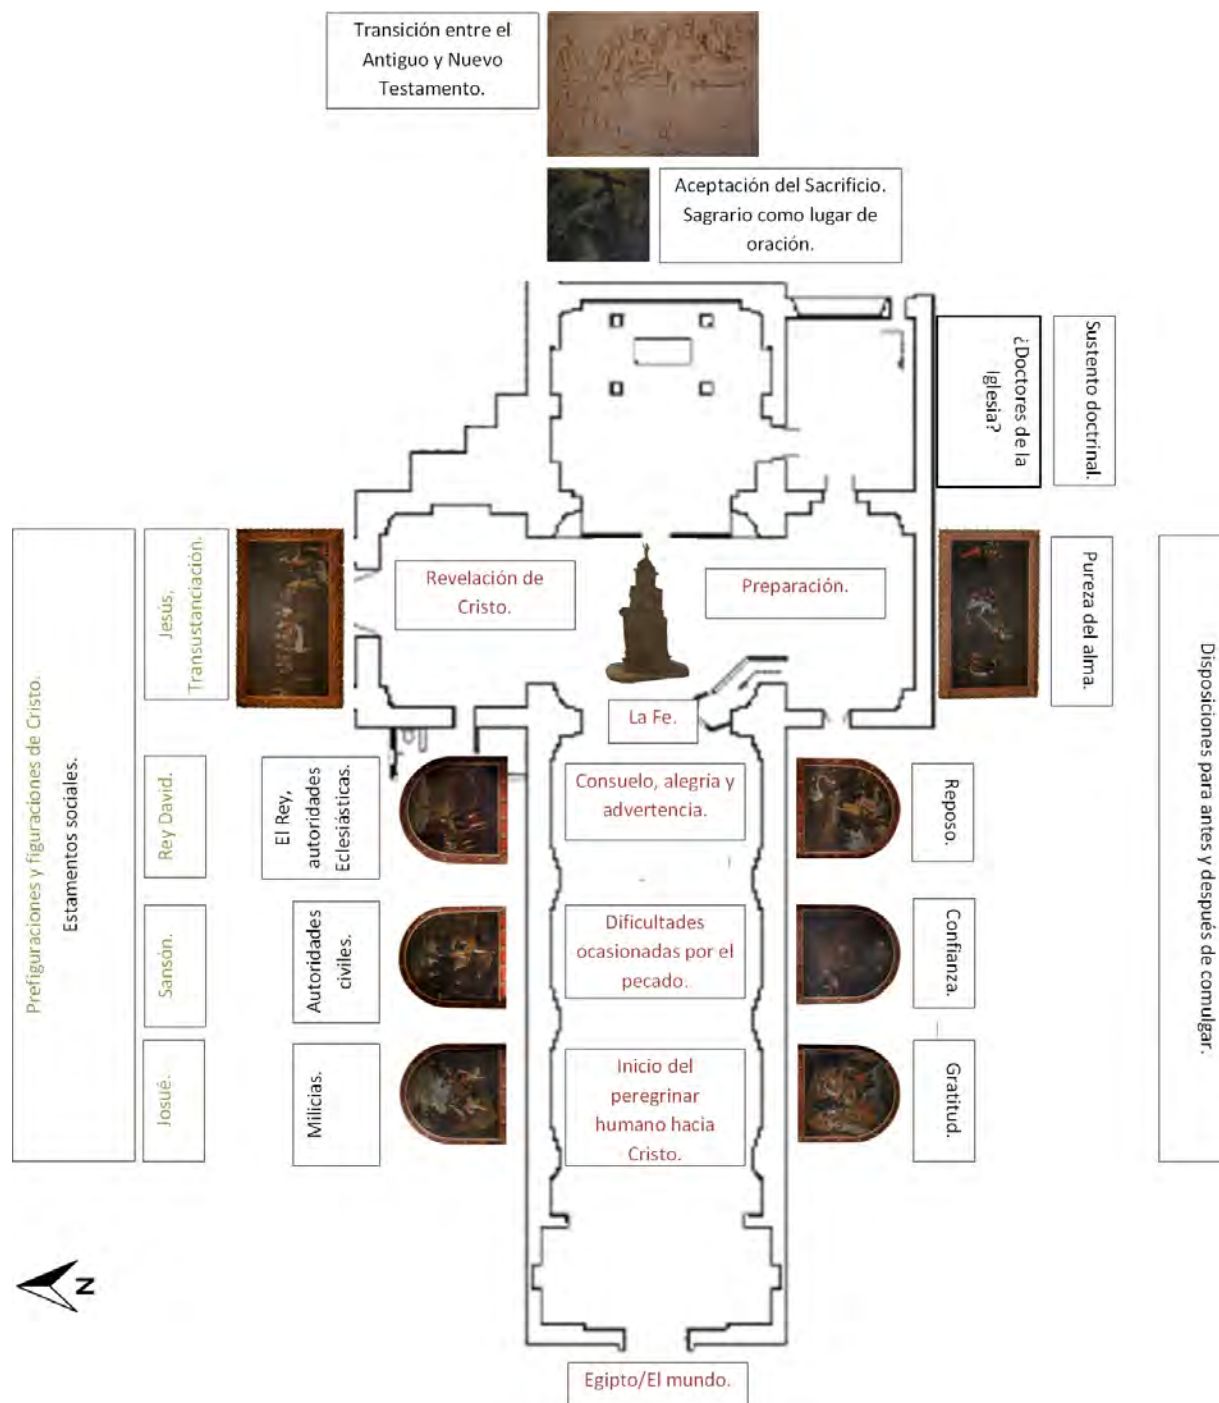 Transición entre el
Antiguo y Nuevo
Testamento.
Aceptación del Sacrificio.
Sagrario como lugar de
oración.
Sustento doctrinal.
¿Doctores de la
Iglesia?
Prefiguraciones y figuraciones de Cristo.
Estamentos sociales.
Jesús,
Transustanciación.
Revelación de
Cristo.
Preparación.
Pureza del alma.
Disposiciones para antes y después de comulgar.
La Fe.
Rey David.
El Rey,
autoridades
Eclesiásticas.
Consuelo, alegría y
advertencia.
Reposo.
Sansón.
Autoridades
civiles.
Dificultades
ocasionadas por el
pecado.
Confianza.
Josué.
Milicias.
Inicio del
peregrinar
humano hacia
Cristo.
Gratitud.
N
Egipto/El mundo.